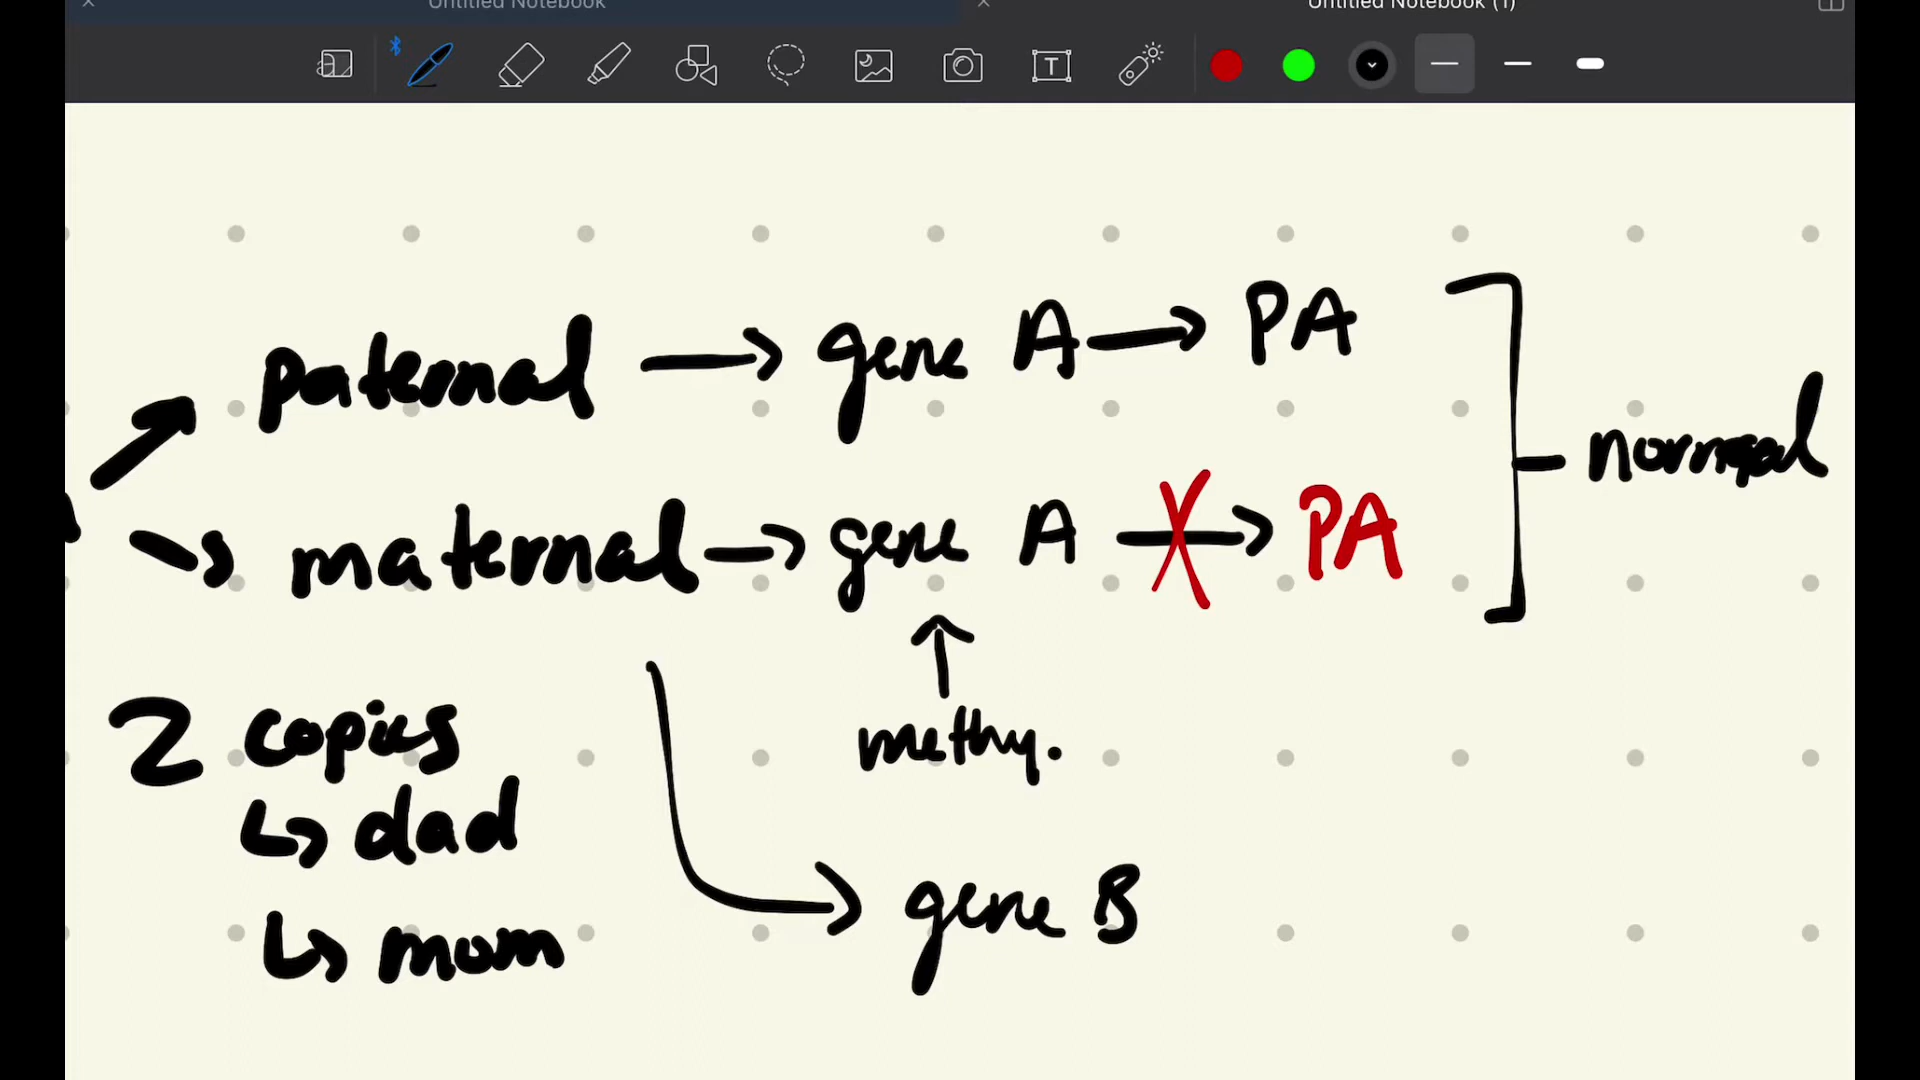 Untitled Notebook
Untitled Notebook (1)
paternal → gene A → PA
normal
maternal → gene A → PA
methy.
2 copies
↳ dad
↳ mom
gene B